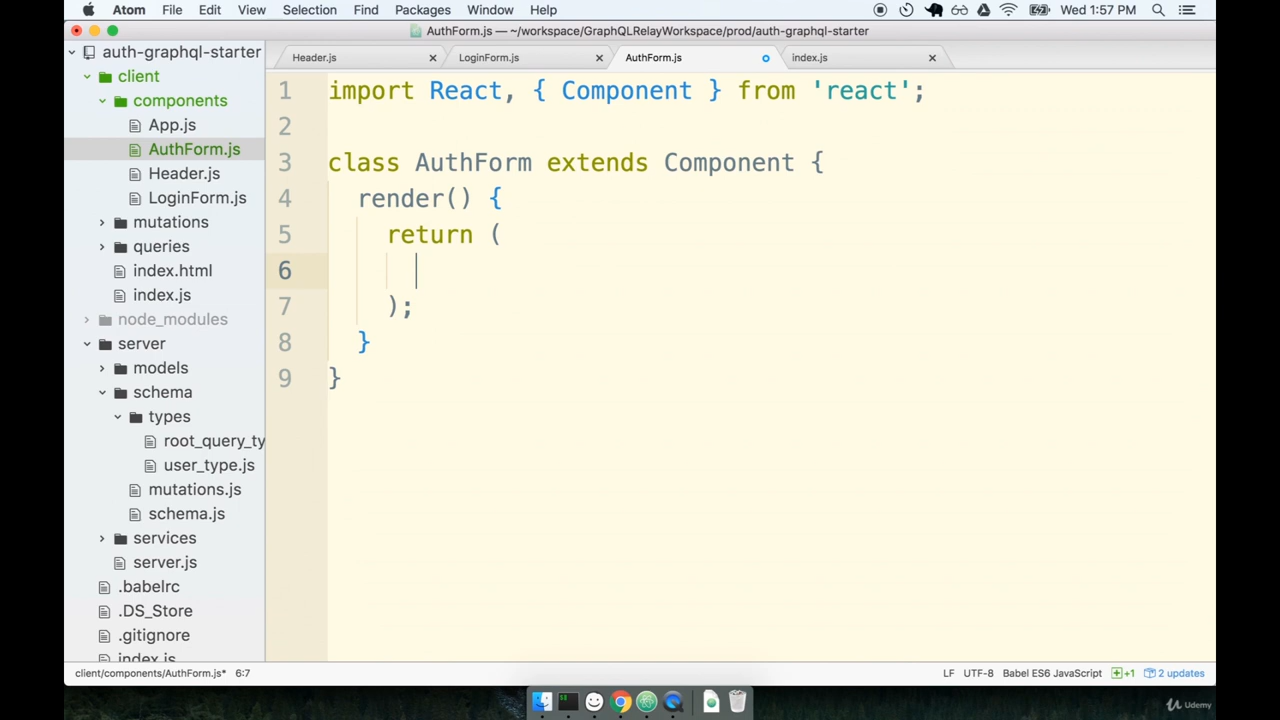 Atom File Edit View Selection Find Packages Window Help Wed 1:57 PM
AuthForm.js — ~/workspace/GraphQLRelayWorkspace/prod/auth-graphql-starter
auth-graphql-starter
client
components
App.js
AuthForm.js
Header.js
LoginForm.js
mutations
queries
index.html
index.js
node_modules
server
models
schema
types
root_query_ty
user_type.js
mutations.js
schema.js
services
server.js
.babelrc
.DS_Store
.gitignore
index.js
Header.js LoginForm.js AuthForm.js index.js
1 import React, { Component } from 'react';
2
3 class AuthForm extends Component {
4 render() {
5 return (
6
7 );
8 }
9 }
client/components/AuthForm.js* 6:7 LF UTF-8 Babel ES6 JavaScript +1 2 updates
Udemy